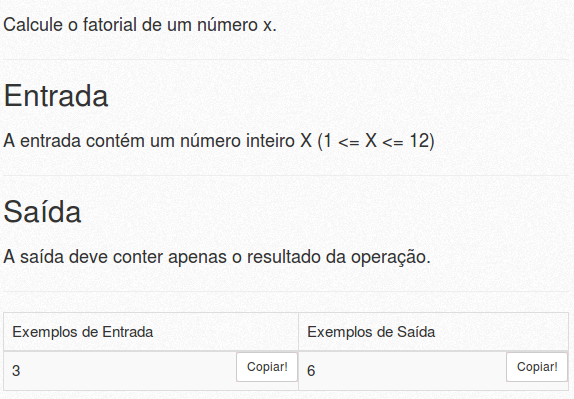 Calcule o fatorial de um número x.
Entrada
A entrada contém um número inteiro X (1 <= X <= 12)
Saída
A saída deve conter apenas o resultado da operação.
Exemplos de Entrada
Exemplos de Saída
3
Copiar!
6
Copiar!